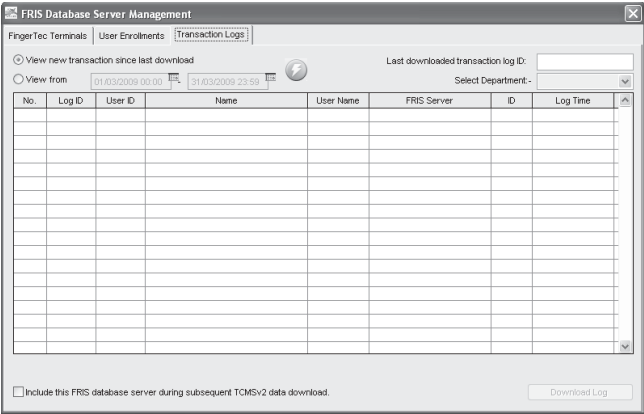 FRIS Database Server Management
FingerTec Terminals User Enrollments Transaction Logs
View new transaction since last download Last downloaded transaction log ID:
View from 01/03/2009 00:00 - 31/03/2009 23:59 Select Department:-
No. Log ID User ID Name User Name FRIS Server ID Log Time
Include this FRIS database server during subsequent TCMSv2 data download. Download Log